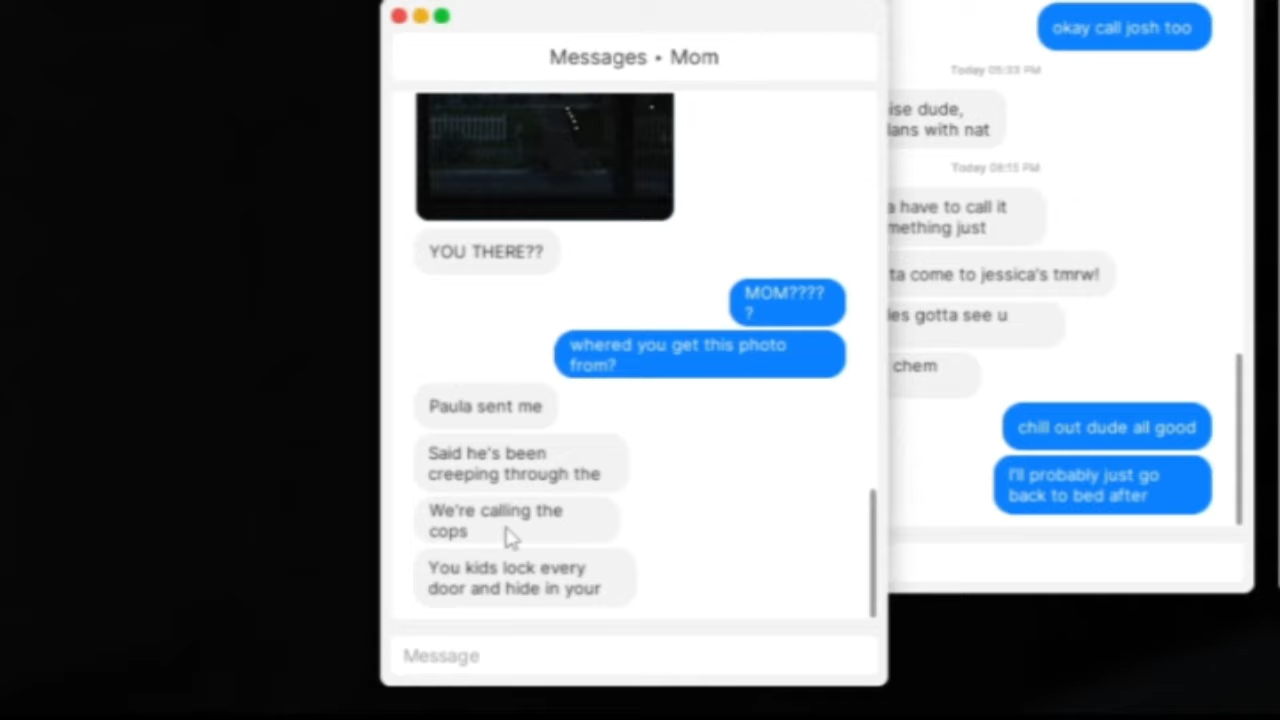 Messages • Mom
YOU THERE??
MOM????
?
whered you get this photo
from?
Paula sent me
Said he's been
creeping through the
We're calling the
cops
You kids lock every
door and hide in your
Message
okay call josh too
Today 05:33 PM
ise dude,
lans with nat
Today 08:15 PM
a have to call it
mething just
ta come to jessica's tmrw!
les gotta see u
chem
chill out dude all good
I'll probably just go
back to bed after